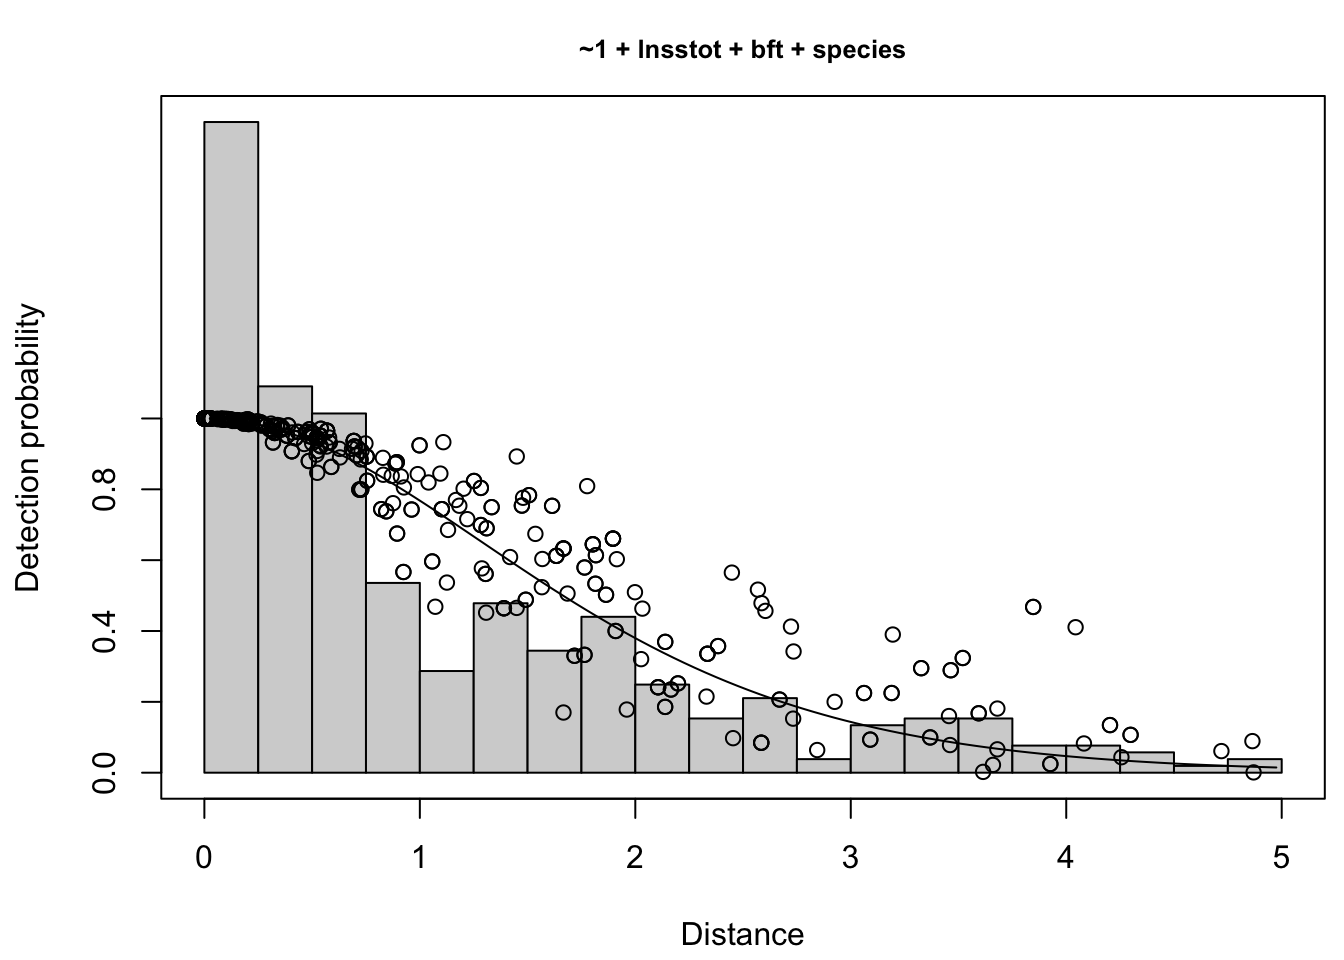 ~1 + lnsstot + bft + species
Detection probability
0.8
0.4
0.0
0 1 2 3 4 5
Distance